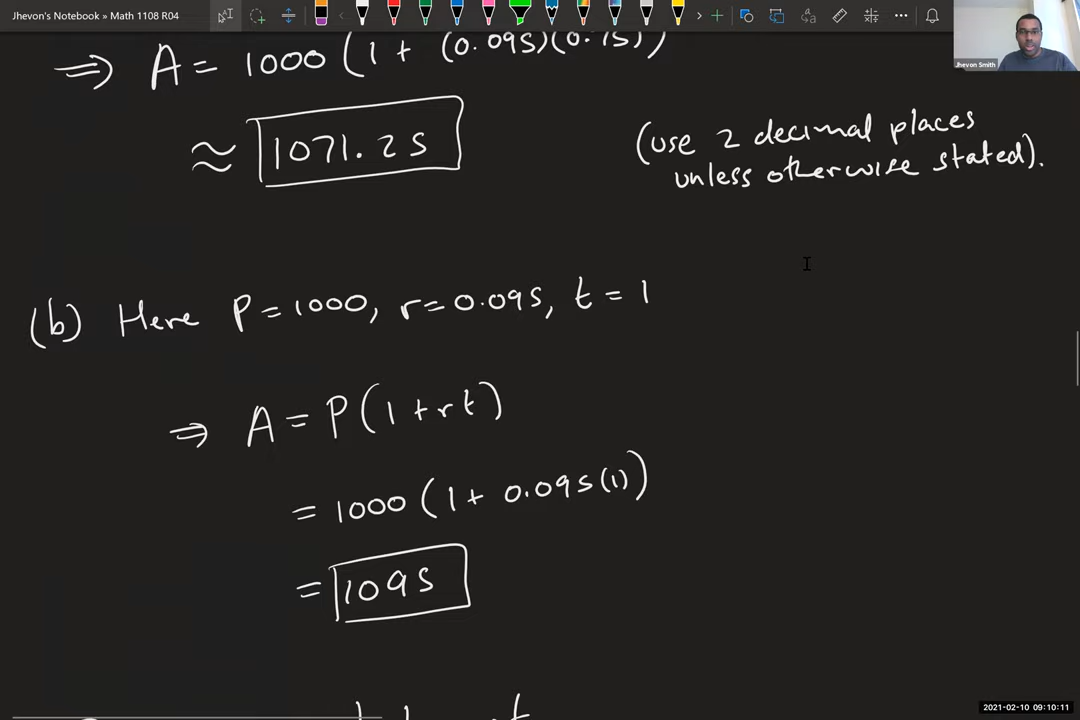 Jhevon's Notebook » Math 1108 R04
Jhevon Smith
⇒ A = 1000 (1 + (0.095)(0.75))
≈ 1071.25
(use 2 decimal places
unless otherwise stated).
(b) Here P = 1000, r = 0.095, t = 1
⇒ A = P(1 + rt)
= 1000 (1 + 0.095(1))
= 1095
2021-02-10 09:10:11